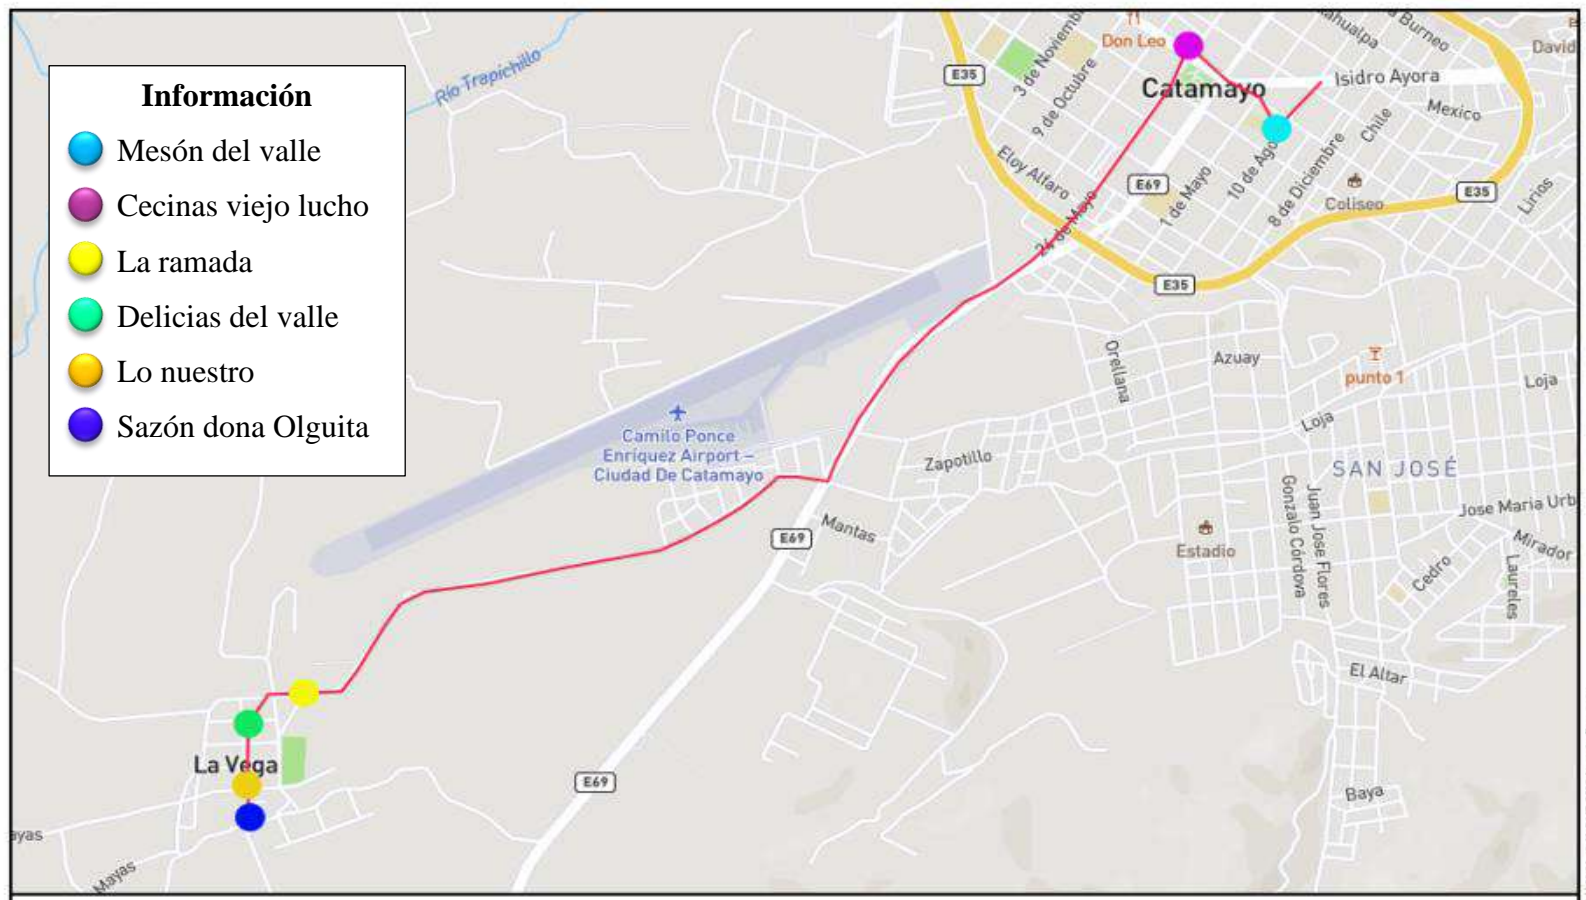 Información
Mesón del valle
Cecinas viejo lucho
La ramada
Delicias del valle
Lo nuestro
Sazón dona Olguita
Río Trapichillo
E35
3 de Noviembre
9 de Octubre
Don Leo
Catamayo
Burneo
David
Isidro Ayora
Mexico
Chile
Eloy Alfaro
E69
1 de Mayo
10 de Ago
8 de Diciembre
Coliseo
E35
Lirios
24 de Mayo
E35
Orellana
Azuay
punto 1
Loja
Loja
Camilo Ponce
Enríquez Airport –
Ciudad De Catamayo
Zapotillo
SAN JOSÉ
Gonzalo Córdova
Juan Jose Flores
Jose Maria Urb
Mantas
E69
Estadio
Mirador
Cedro
Laureles
El Altar
La Vega
E69
Baya
ayas
Mayas